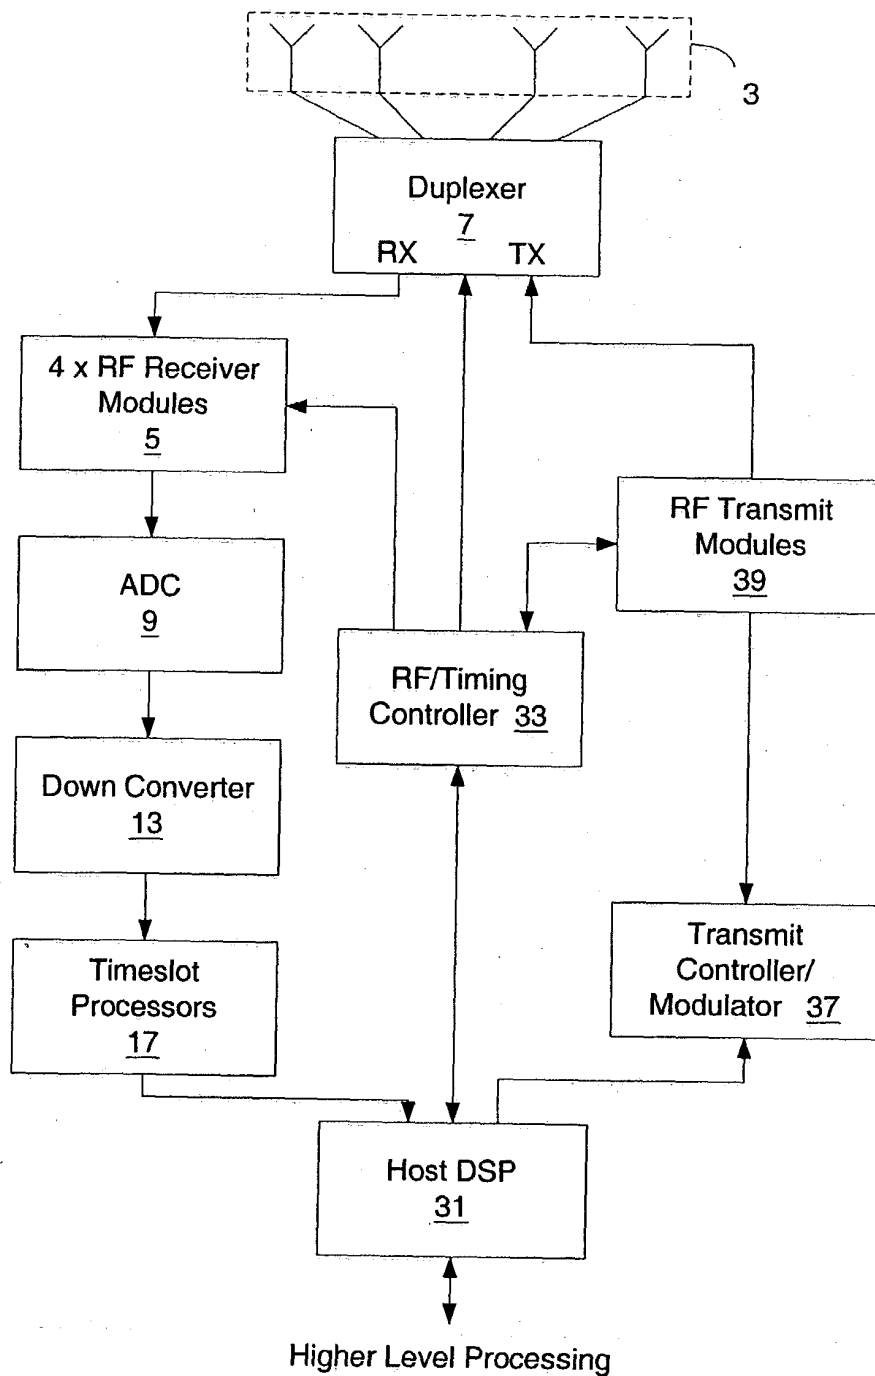 3
Duplexer
7
RX TX
4 x RF Receiver
Modules
5
RF Transmit
Modules
39
ADC
9
RF/Timing
Controller 33
Down Converter
13
Transmit
Controller/
Modulator 37
Timeslot
Processors
17
Host DSP
31
Higher Level Processing